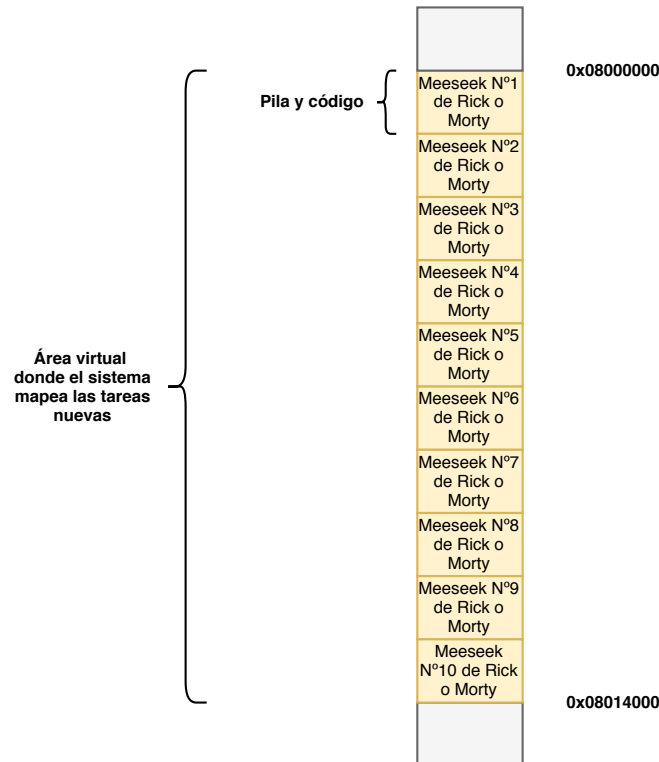 0x08000000
Pila y código
Meeseek Nº1
de Rick o
Morty
Meeseek Nº2
de Rick o
Morty
Meeseek Nº3
de Rick o
Morty
Meeseek Nº4
de Rick o
Morty
Área virtual
donde el sistema
mapea las tareas
nuevas
Meeseek Nº5
de Rick o
Morty
Meeseek Nº6
de Rick o
Morty
Meeseek Nº7
de Rick o
Morty
Meeseek Nº8
de Rick o
Morty
Meeseek Nº9
de Rick o
Morty
Meeseek
Nº10 de Rick
o Morty
0x08014000